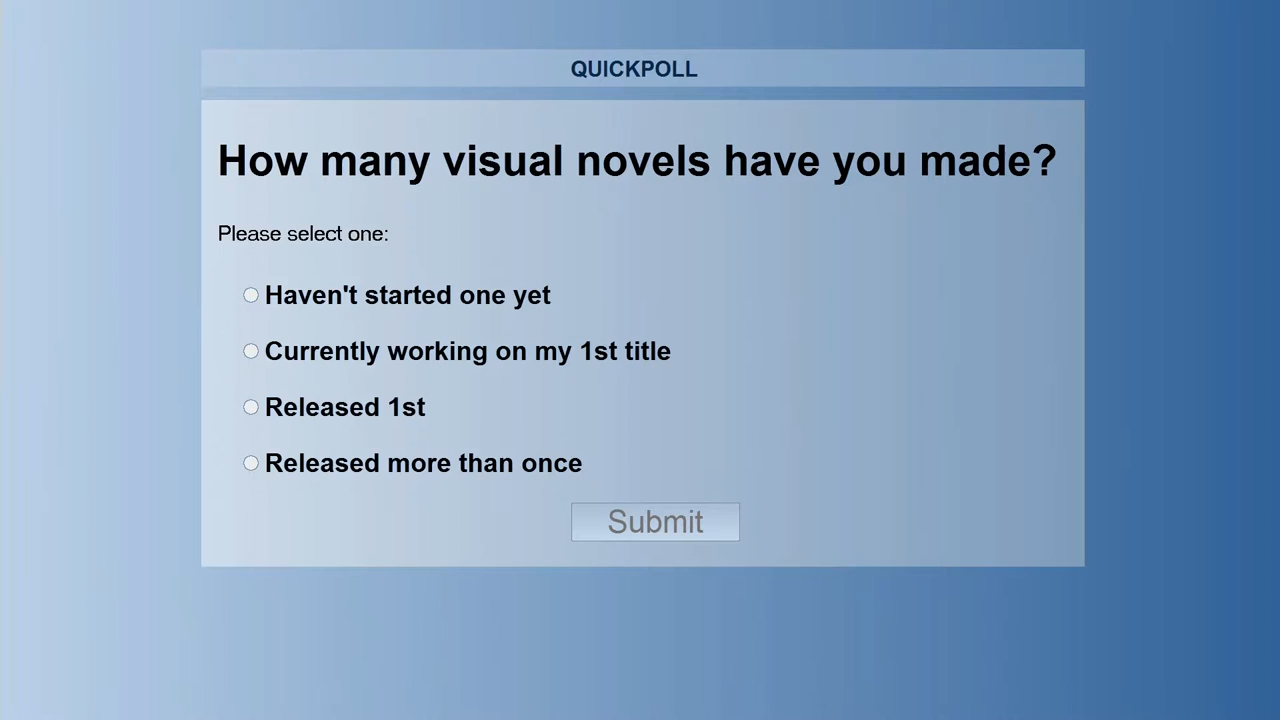 QUICKPOLL
How many visual novels have you made?
Please select one:
Haven't started one yet
Currently working on my 1st title
Released 1st
Released more than once
Submit